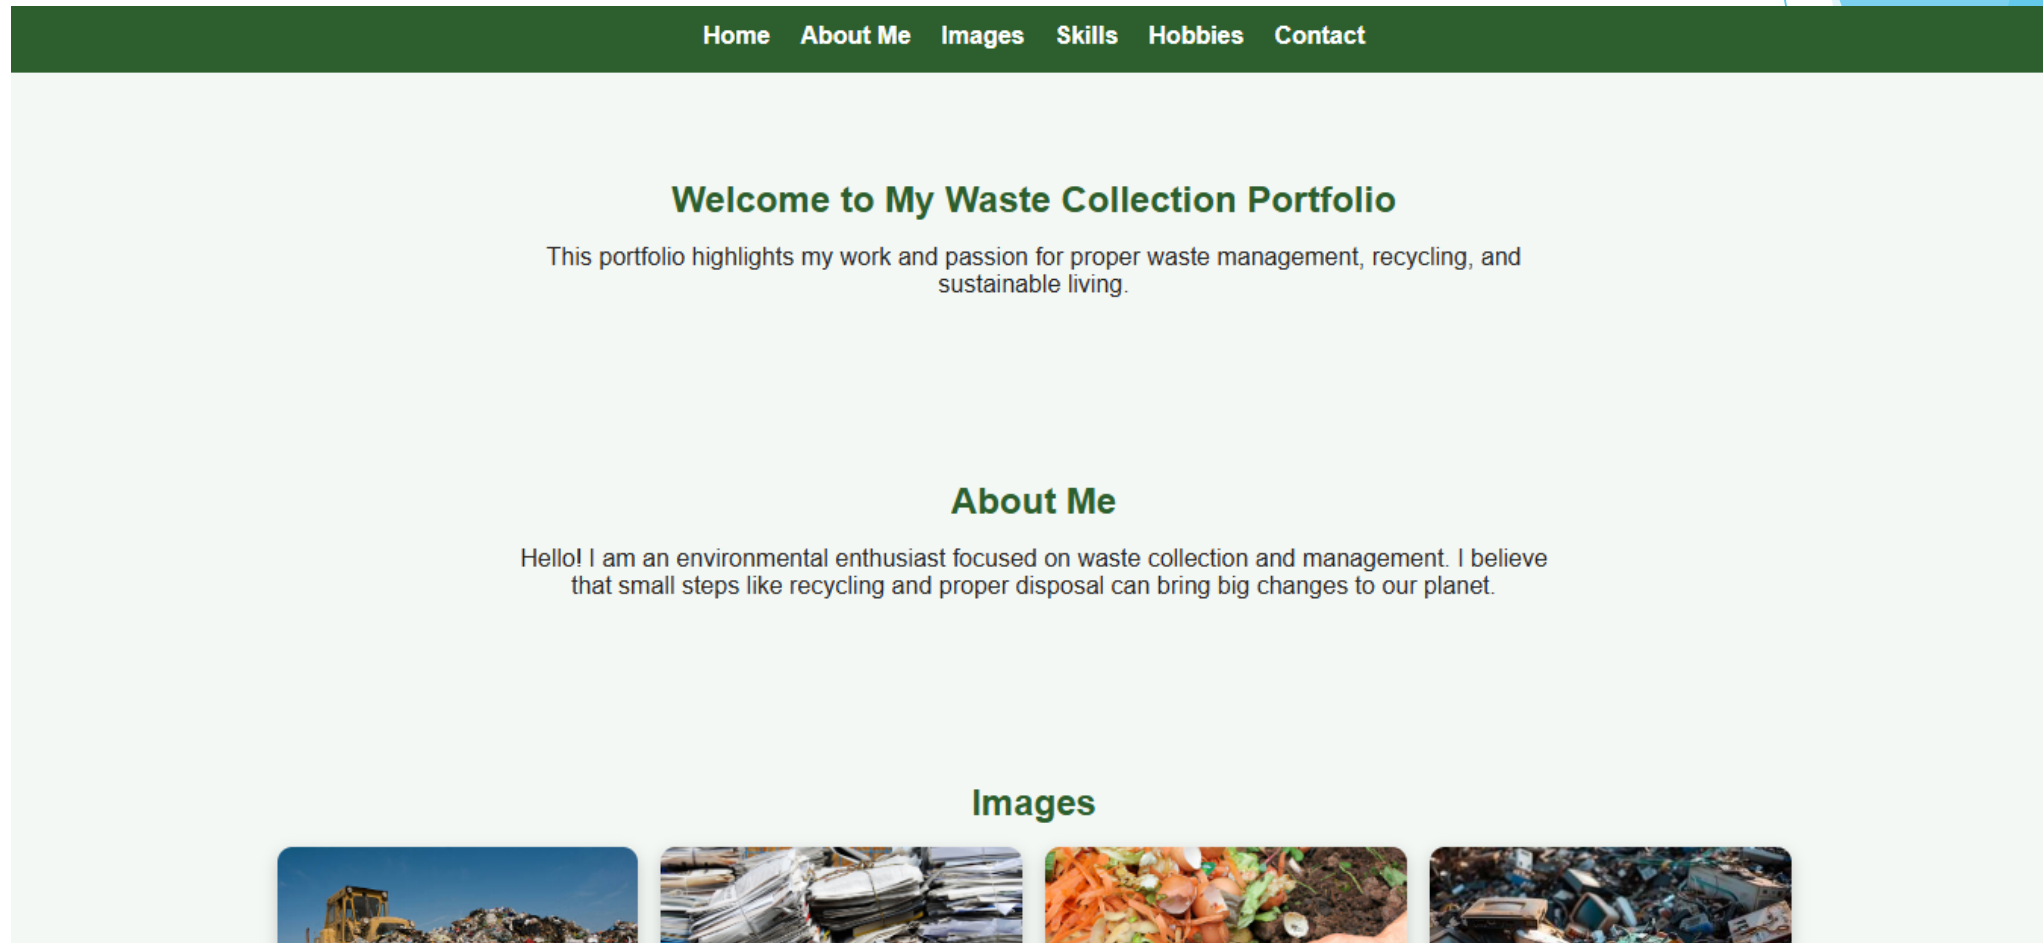 Home About Me Images Skills Hobbies Contact
Welcome to My Waste Collection Portfolio
This portfolio highlights my work and passion for proper waste management, recycling, and
sustainable living.
About Me
Hello! I am an environmental enthusiast focused on waste collection and management. I believe
that small steps like recycling and proper disposal can bring big changes to our planet.
Images